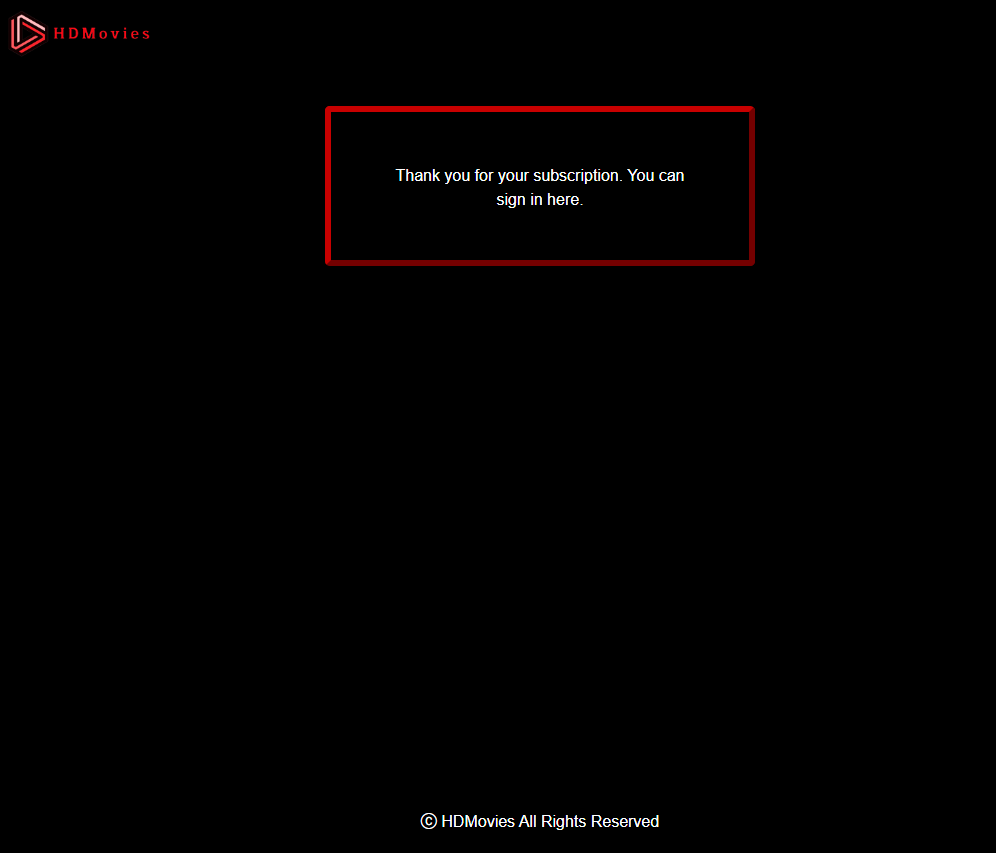 HDMovies
Thank you for your subscription. You can
sign in here.
ⓒ HDMovies All Rights Reserved